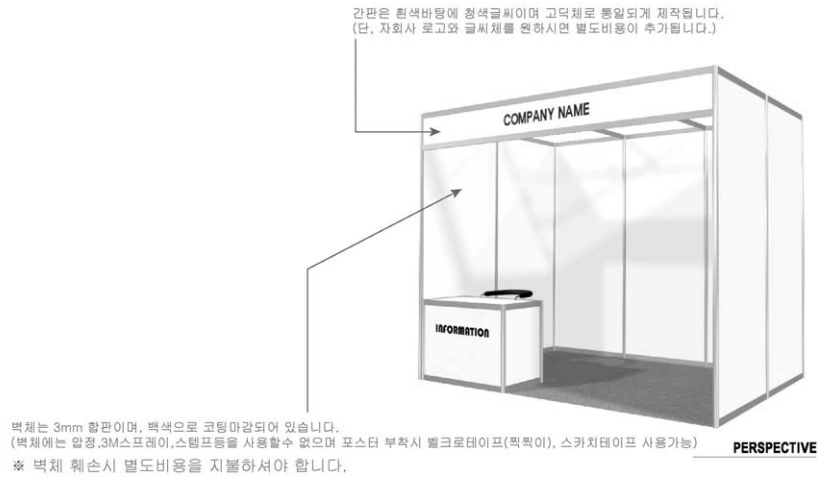 간판은 흰색바탕에 청색글씨이며 고딕체로 통일되게 제작됩니다.
(단, 자회사 로고와 글씨체를 원하시면 별도비용이 추가됩니다.)
COMPANY NAME
INFORMATION
벽체는 3mm 합판이며, 백색으로 코팅마감되어 있습니다.
(벽체에는 압정,3M스프레이,스템프등을 사용할수 없으며 포스터 부착시 벨크로테이프(찍찍이), 스카치테이프 사용가능)
PERSPECTIVE
※ 벽체 훼손시 별도비용을 지불하셔야 합니다.